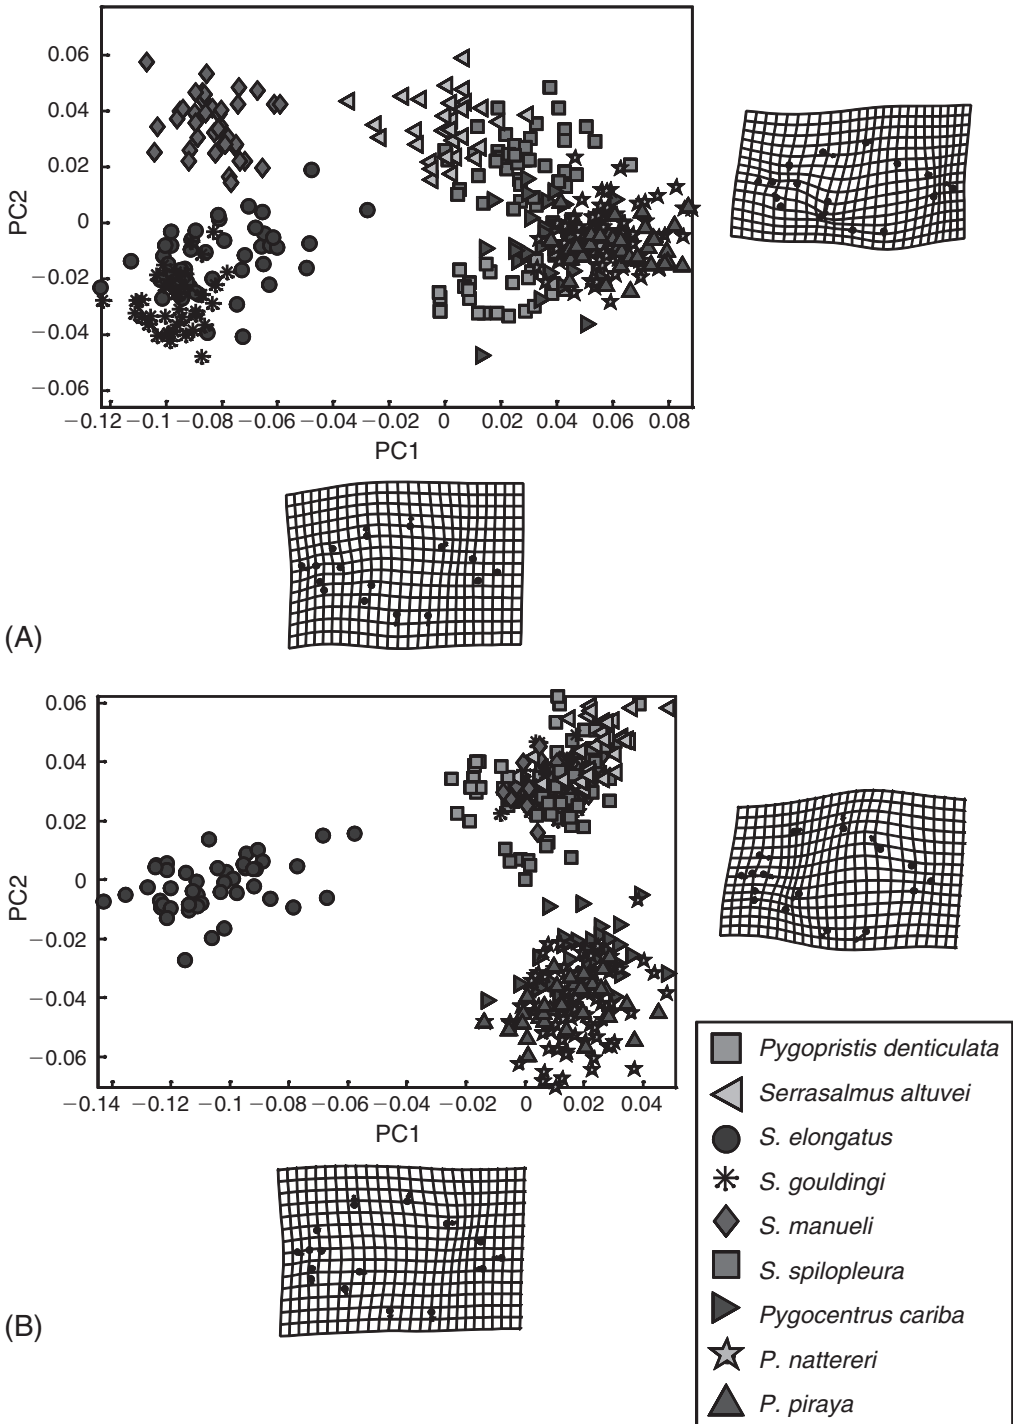 0.06
0.04
0.02
0
−0.02
−0.04
−0.06
PC2
−0.12 −0.1 −0.08 −0.06 −0.04 −0.02 0 0.02 0.04 0.06 0.08
PC1
(A)
0.06
0.04
0.02
0
−0.02
−0.04
−0.06
PC2
−0.14 −0.12 −0.1 −0.08 −0.06 −0.04 −0.02 0 0.02 0.04
PC1
(B)
Pygopristis denticulata
Serrasalmus altuvei
S. elongatus
S. gouldingi
S. manueli
S. spilopleura
Pygocentrus cariba
P. nattereri
P. piraya